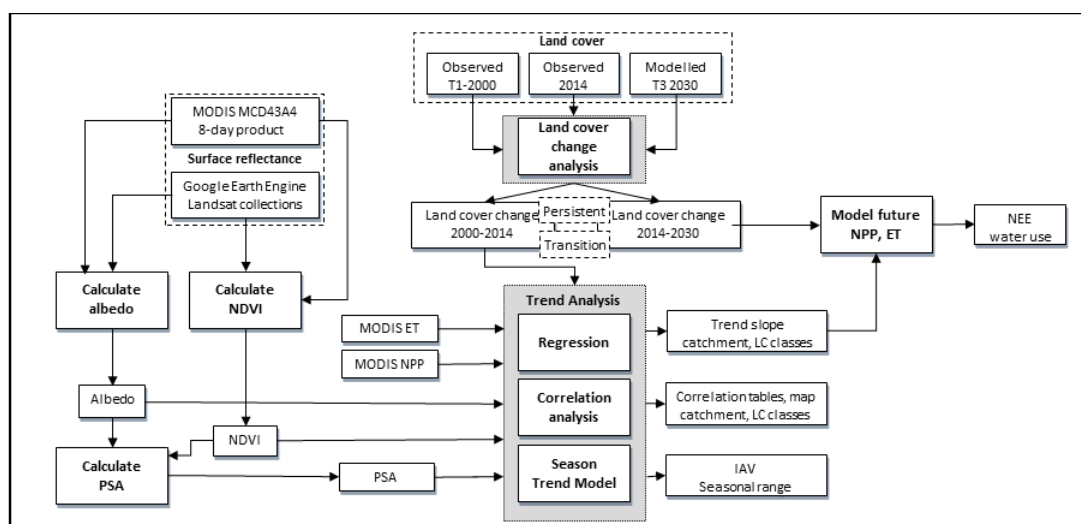 Land cover
Observed
T1-2000
Observed
2014
Modelled
T3 2030
MODIS MCD43A4
8-day product
Surface reflectance
Google Earth Engine
Landsat collections
Land cover
change
analysis
Land cover change
2000-2014
Persistent
Transition
Land cover change
2014-2030
Model future
NPP, ET
NEE
water use
Calculate
albedo
Calculate
NDVI
Trend Analysis
MODIS ET
MODIS NPP
Regression
Trend slope
catchment, LC classes
Albedo
Correlation
analysis
Correlation tables, map
catchment, LC classes
NDVI
Calculate
PSA
PSA
Season
Trend Model
IAV
Seasonal range